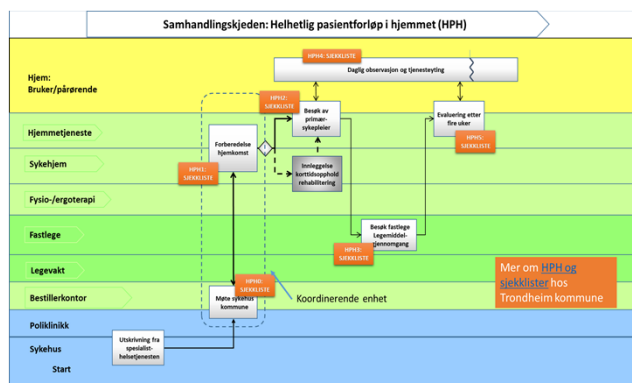 Samhandlingskjeden: Helhetlig pasientforløp i hjemmet (HPH)
Hjem:
Bruker/pårørende
HPH4: SJEKKLISTE
Daglig observasjon og tjenesteyting
HPH2:
SJEKKLISTE
Besøk av
primær-
sykepleier
Evaluering etter
fire uker
HPH5:
SJEKKLISTE
Hjemmetjeneste
Forberedelse
hjemkomst
Sykehjem
HPH1:
SJEKKLISTE
Innleggelse
korttidsopphold
rehabilitering
Fysio-/ergoterapi
Fastlege
Besøk fastlege
Legemiddel-
gjennomgang
HPH3:
SJEKKLISTE
Legevakt
Mer om HPH og
sjekklister hos
Trondheim kommune
HPH0:
SJEKKLISTE
Bestillerkontor
Møte sykehus
kommune
Koordinerende enhet
Poliklinikk
Sykehus
Utskrivning fra
spesialist-
helsetjenesten
Start